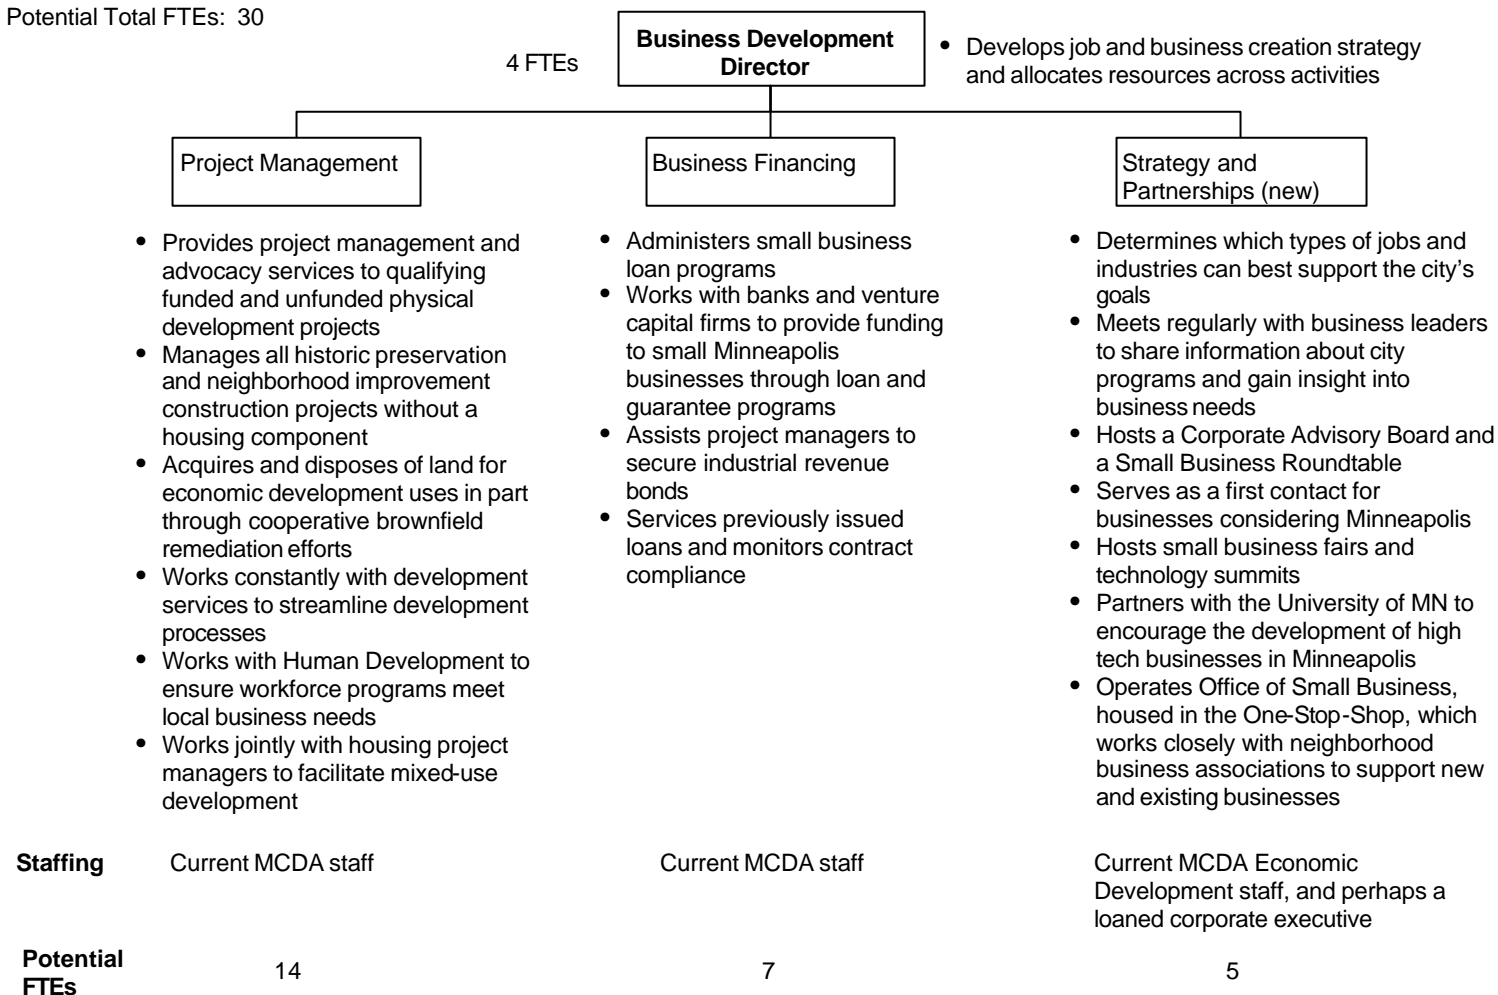 Potential Total FTEs: 30
4 FTEs
Business Development
Director
• Develops job and business creation strategy
and allocates resources across activities
Project Management
Business Financing
Strategy and
Partnerships (new)
• Provides project management and
advocacy services to qualifying
funded and unfunded physical
development projects
• Manages all historic preservation
and neighborhood improvement
construction projects without a
housing component
• Acquires and disposes of land for
economic development uses in part
through cooperative brownfield
remediation efforts
• Works constantly with development
services to streamline development
processes
• Works with Human Development to
ensure workforce programs meet
local business needs
• Works jointly with housing project
managers to facilitate mixed-use
development
• Administers small business
loan programs
• Works with banks and venture
capital firms to provide funding
to small Minneapolis
businesses through loan and
guarantee programs
• Assists project managers to
secure industrial revenue
bonds
• Services previously issued
loans and monitors contract
compliance
• Determines which types of jobs and
industries can best support the city's
goals
• Meets regularly with business leaders
to share information about city
programs and gain insight into
business needs
• Hosts a Corporate Advisory Board and
a Small Business Roundtable
• Serves as a first contact for
businesses considering Minneapolis
• Hosts small business fairs and
technology summits
• Partners with the University of MN to
encourage the development of high
tech businesses in Minneapolis
• Operates Office of Small Business,
housed in the One-Stop-Shop, which
works closely with neighborhood
business associations to support new
and existing businesses
Staffing
Current MCDA staff
Current MCDA staff
Current MCDA Economic
Development staff, and perhaps a
loaned corporate executive
Potential
FTEs
14
7
5